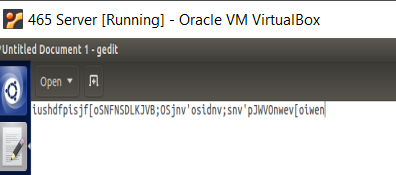 465 Server [Running] - Oracle VM VirtualBox
*Untitled Document 1 - gedit
Open
iushdfpisjf[oSNFNSDLKJVB;OSjnv'osidnv;snv'pJWVOnwev[oiwen